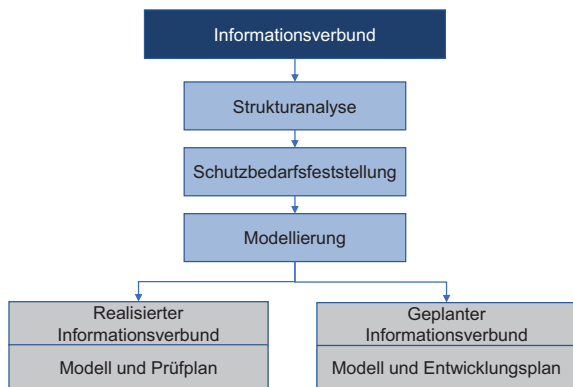 Informationsverbund
Strukturanalyse
Schutzbedarfsfeststellung
Modellierung
Realisierter
Informationsverbund
Modell und Prüfplan
Geplanter
Informationsverbund
Modell und Entwicklungsplan